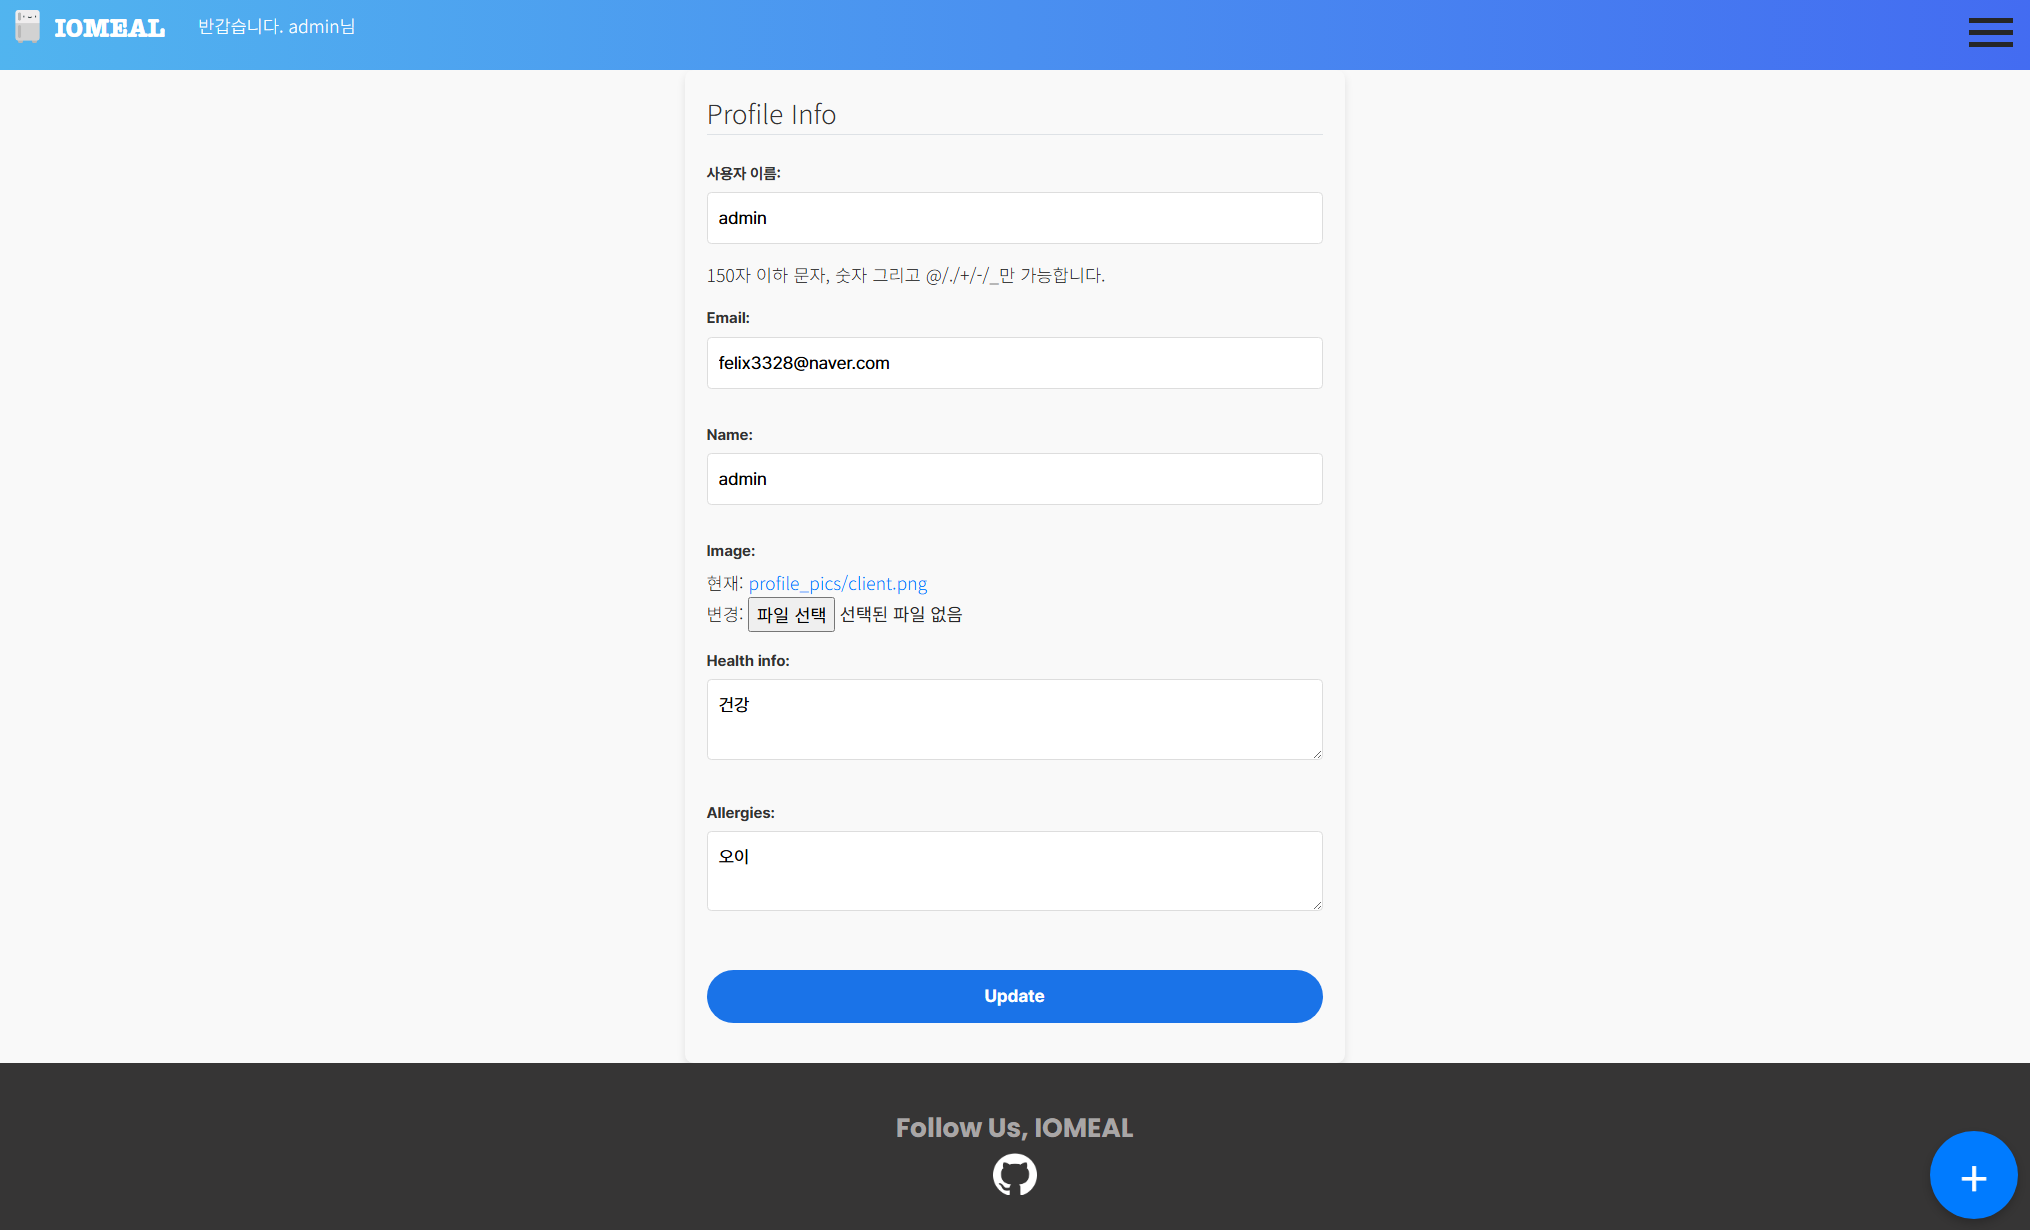 IOMEAL 반갑습니다. admin님
Profile Info
사용자 이름:
admin
150자 이하 문자, 숫자 그리고 @/./+/-/_만 가능합니다.
Email:
felix3328@naver.com
Name:
admin
Image:
현재: profile_pics/client.png
변경: 파일 선택 선택된 파일 없음
Health info:
건강
Allergies:
오이
Update
Follow Us, IOMEAL
+